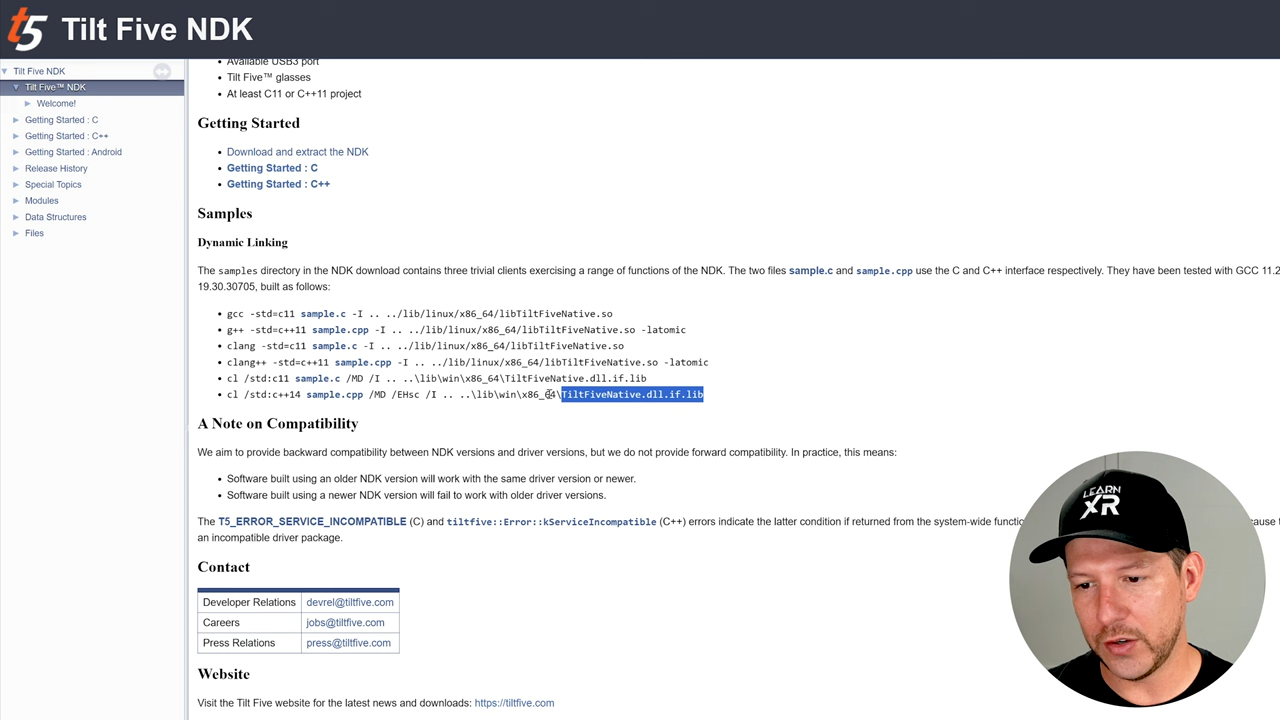 t5 Tilt Five NDK
Tilt Five NDK
Tilt Five™ NDK
Welcome!
Getting Started : C
Getting Started : C++
Getting Started : Android
Release History
Special Topics
Modules
Data Structures
Files
Available USB3 port
Tilt Five™ glasses
At least C11 or C++11 project
Getting Started
Download and extract the NDK
Getting Started : C
Getting Started : C++
Samples
Dynamic Linking
The samples directory in the NDK download contains three trivial clients exercising a range of functions of the NDK. The two files sample.c and sample.cpp use the C and C++ interface respectively. They have been tested with GCC 11.2
19.30.30705, built as follows:
gcc -std=c11 sample.c -I .. ../lib/linux/x86_64/libTiltFiveNative.so
g++ -std=c++11 sample.cpp -I .. ../lib/linux/x86_64/libTiltFiveNative.so -latomic
clang -std=c11 sample.c -I .. ../lib/linux/x86_64/libTiltFiveNative.so
clang++ -std=c++11 sample.cpp -I .. ../lib/linux/x86_64/libTiltFiveNative.so -latomic
cl /std:c11 sample.c /MD /I .. ..\lib\win\x86_64\TiltFiveNative.dll.if.lib
cl /std:c++14 sample.cpp /MD /EHsc /I .. ..\lib\win\x86_64\TiltFiveNative.dll.if.lib
A Note on Compatibility
We aim to provide backward compatibility between NDK versions and driver versions, but we do not provide forward compatibility. In practice, this means:
Software built using an older NDK version will work with the same driver version or newer.
Software built using a newer NDK version will fail to work with older driver versions.
The T5_ERROR_SERVICE_INCOMPATIBLE (C) and tiltfive::Error::kServiceIncompatible (C++) errors indicate the latter condition if returned from the system-wide
an incompatible driver package.
Contact
Developer Relations devrel@tiltfive.com
Careers jobs@tiltfive.com
Press Relations press@tiltfive.com
Website
Visit the Tilt Five website for the latest news and downloads: https://tiltfive.com
LEARN
XR